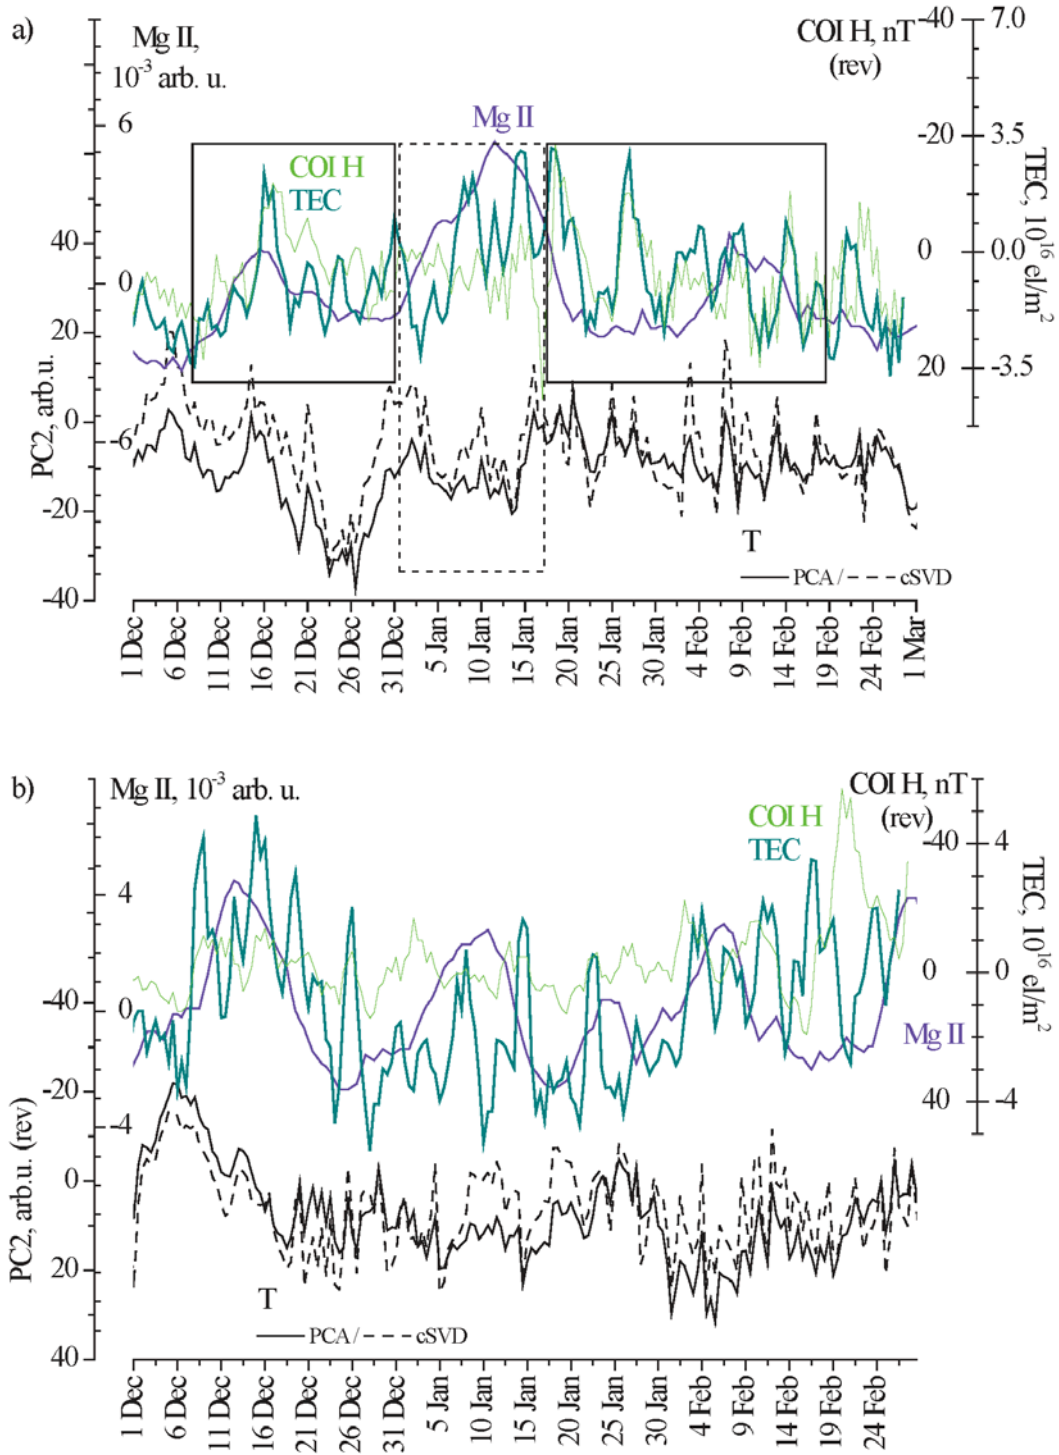 a)
Mg II,
10⁻³ arb. u.
COI H, nT
(rev)
-40
7.0
6
Mg II
-20
3.5
COI H
TEC
TEC, 10¹⁶ el/m²
40
0
0
0.0
20
20
-3.5
PC2, arb.u.
0
-6
-20
T
PCA / cSVD
-40
1 Dec
6 Dec
11 Dec
16 Dec
21 Dec
26 Dec
31 Dec
5 Jan
10 Jan
15 Jan
20 Jan
25 Jan
30 Jan
4 Feb
9 Feb
14 Feb
19 Feb
24 Feb
1 Mar
b)
Mg II, 10⁻³ arb. u.
COI H, nT
(rev)
COI H
TEC
-40
4
TEC, 10¹⁶ el/m²
4
0
0
-40
0
Mg II
-20
40
-4
-4
PC2, arb.u. (rev)
0
20
T
PCA / cSVD
40
1 Dec
6 Dec
11 Dec
16 Dec
21 Dec
26 Dec
31 Dec
5 Jan
10 Jan
15 Jan
20 Jan
25 Jan
30 Jan
4 Feb
9 Feb
14 Feb
19 Feb
24 Feb